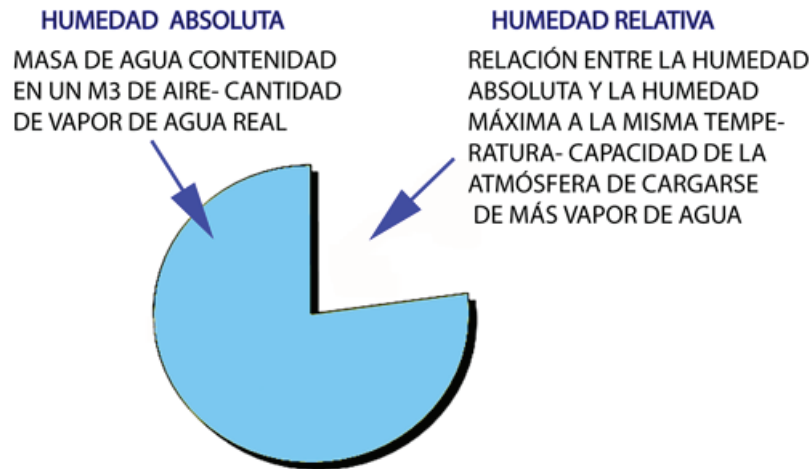 HUMEDAD ABSOLUTA
MASA DE AGUA CONTENIDAD
EN UN M3 DE AIRE- CANTIDAD
DE VAPOR DE AGUA REAL
HUMEDAD RELATIVA
RELACIÓN ENTRE LA HUMEDAD
ABSOLUTA Y LA HUMEDAD
MÁXIMA A LA MISMA TEMPE-
RATURA- CAPACIDAD DE LA
ATMÓSFERA DE CARGARSE
DE MÁS VAPOR DE AGUA